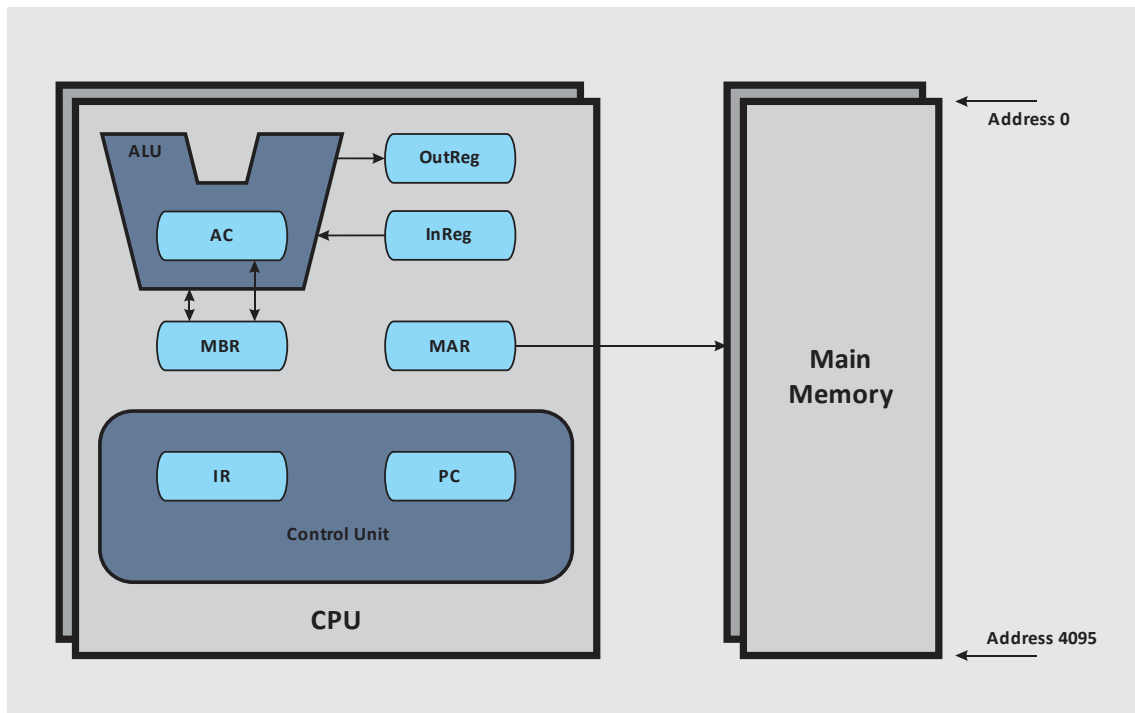 ALU
OutReg
AC
InReg
MBR
MAR
IR
PC
Control Unit
CPU
Main
Memory
Address 0
Address 4095